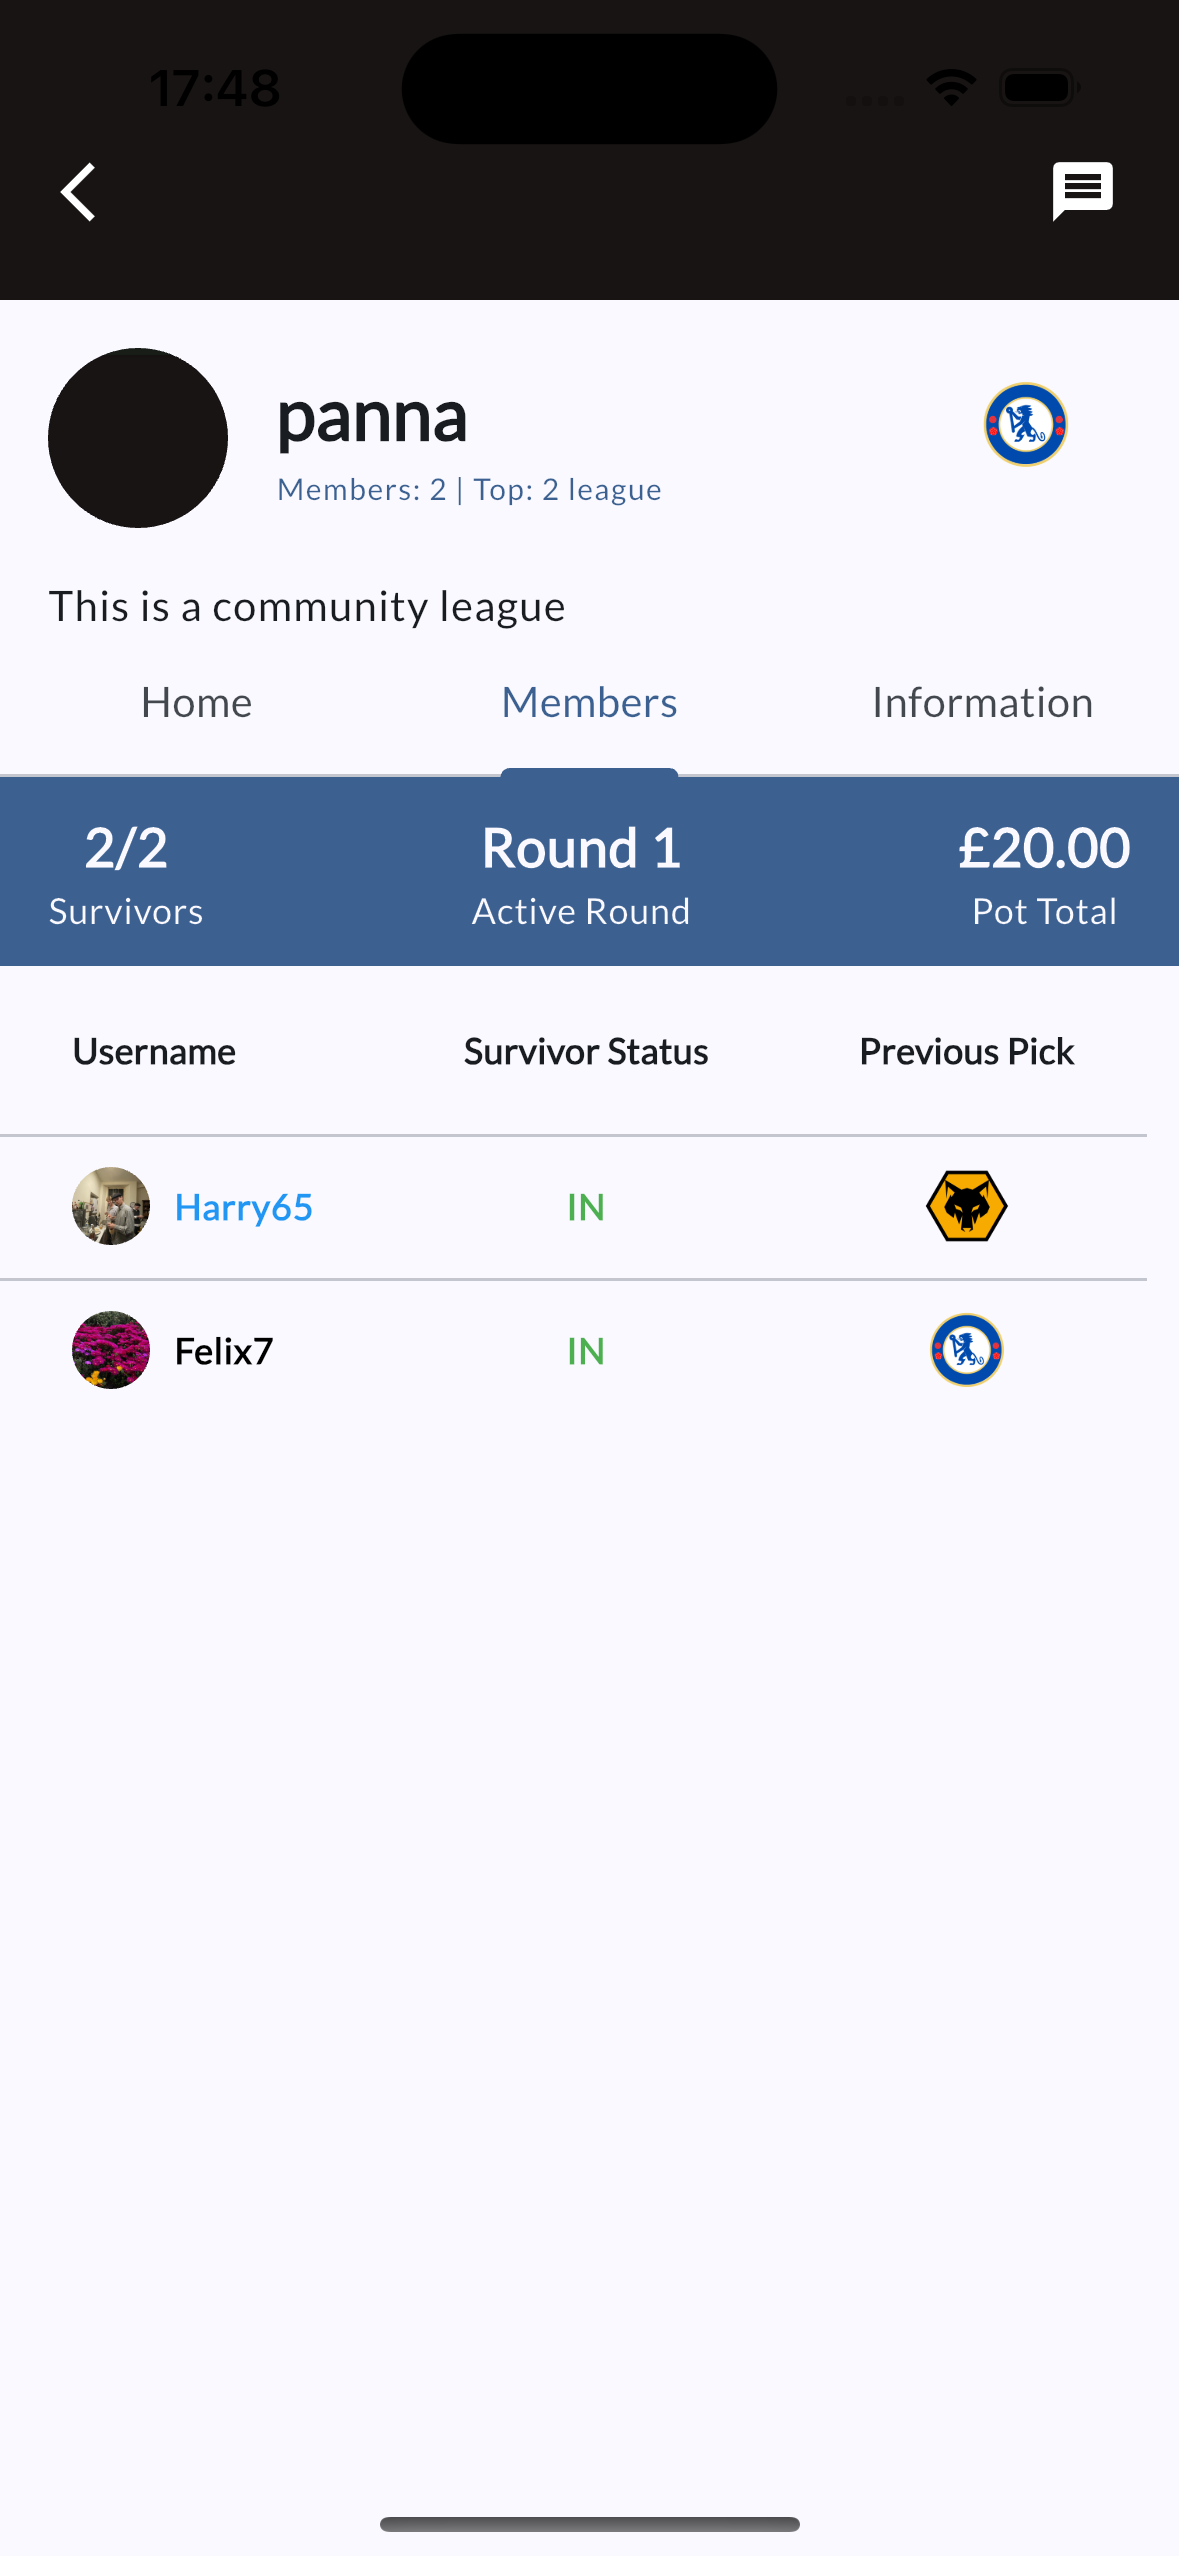 17:48
panna
Members: 2 | Top: 2 league
This is a community league
Home Members Information
2/2 Round 1 £20.00
Survivors Active Round Pot Total
Username Survivor Status Previous Pick
Harry65 IN
Felix7 IN